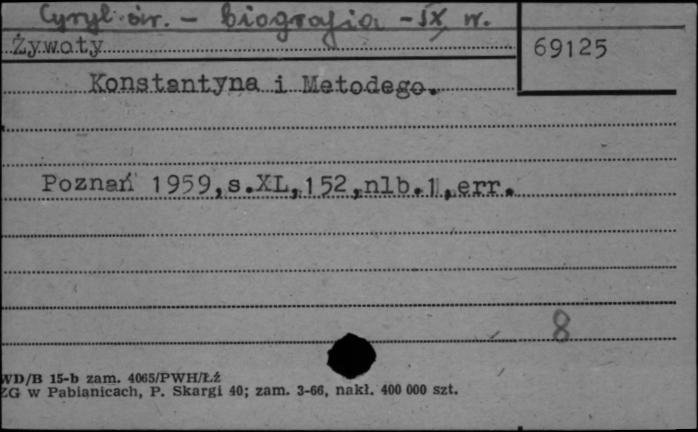 Cyryl św. - biografia - IX w.
Żywoty
69125
Konstantyna i Metodego.
Poznań 1959,s.XL,152,nlb.1,err.
8
WD/B 15-b zam. 4065/PWH/Łź
ZG w Pabianicach, P. Skargi 40; zam. 3-66, nakł. 400 000 szt.